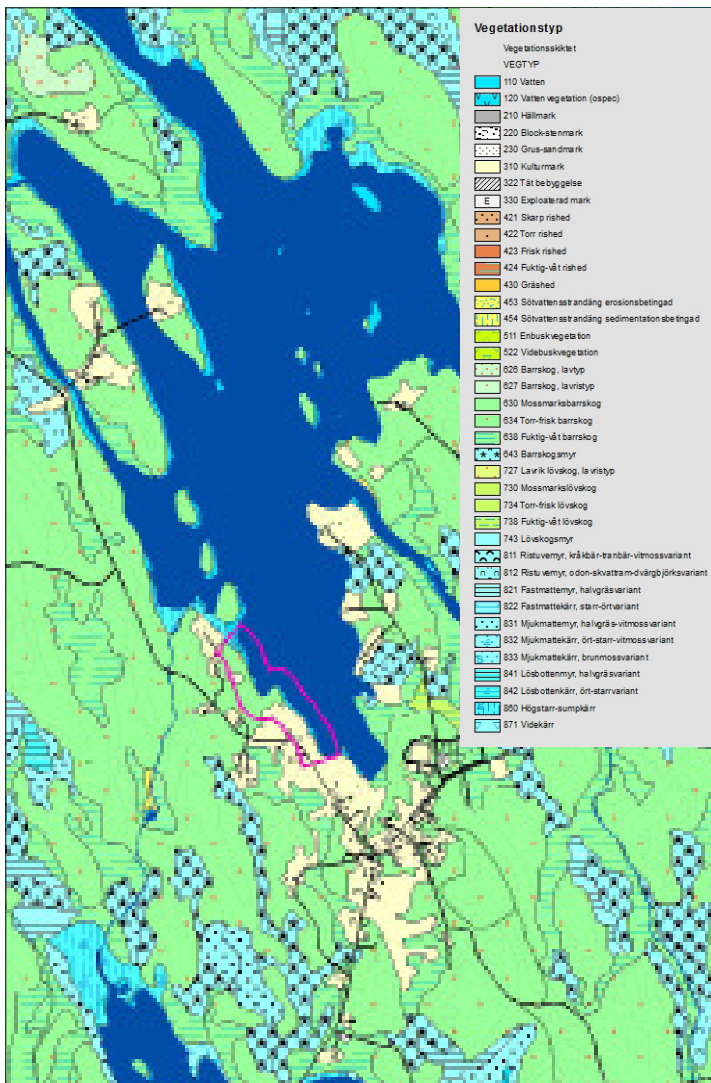 Vegetationstyp
Vegetationsskiktet
VEGTYP
110 Vatten
120 Vatten vegetation (ospec)
210 Hällmark
220 Block-stenmark
230 Grus-sandmark
310 Kulturmark
322 Tät bebyggelse
E 330 Exploaterad mark
421 Skarp rished
422 Torr rished
423 Frisk rished
424 Fuktig-våt rished
430 Gräshed
453 Sötvattensstrandäng erosionsbetingad
454 Sötvattensstrandäng sedimentationsbetingad
511 Enbuskvegetation
522 Videbuskvegetation
626 Barrskog, lavtyp
627 Barrskog, lavristyp
630 Mossmarksbarrskog
634 Torr-frisk barrskog
638 Fuktig-våt barrskog
643 Barrskogsmyr
727 Lavrik lövskog, lavristyp
730 Mossmarkslövskog
734 Torr-frisk lövskog
738 Fuktig-våt lövskog
743 Lövskogsmyr
811 Ristuvemyr, kråkbär-tranbär-vitmossvariant
812 Ristuvemyr, odon-skvattram-dvärgbjörksvariant
821 Fastmattemyr, halvgräsvariant
822 Fastmattekärr, starr-örtvariant
831 Mjukmattemyr, halvgräs-vitmossvariant
832 Mjukmattekärr, ört-starr-vitmossvariant
833 Mjukmattekärr, brunmossvariant
841 Lösbottenmyr, halvgräsvariant
842 Lösbottenkärr, ört-starrvariant
860 Högstarr-sumpkärr
871 Videkärr